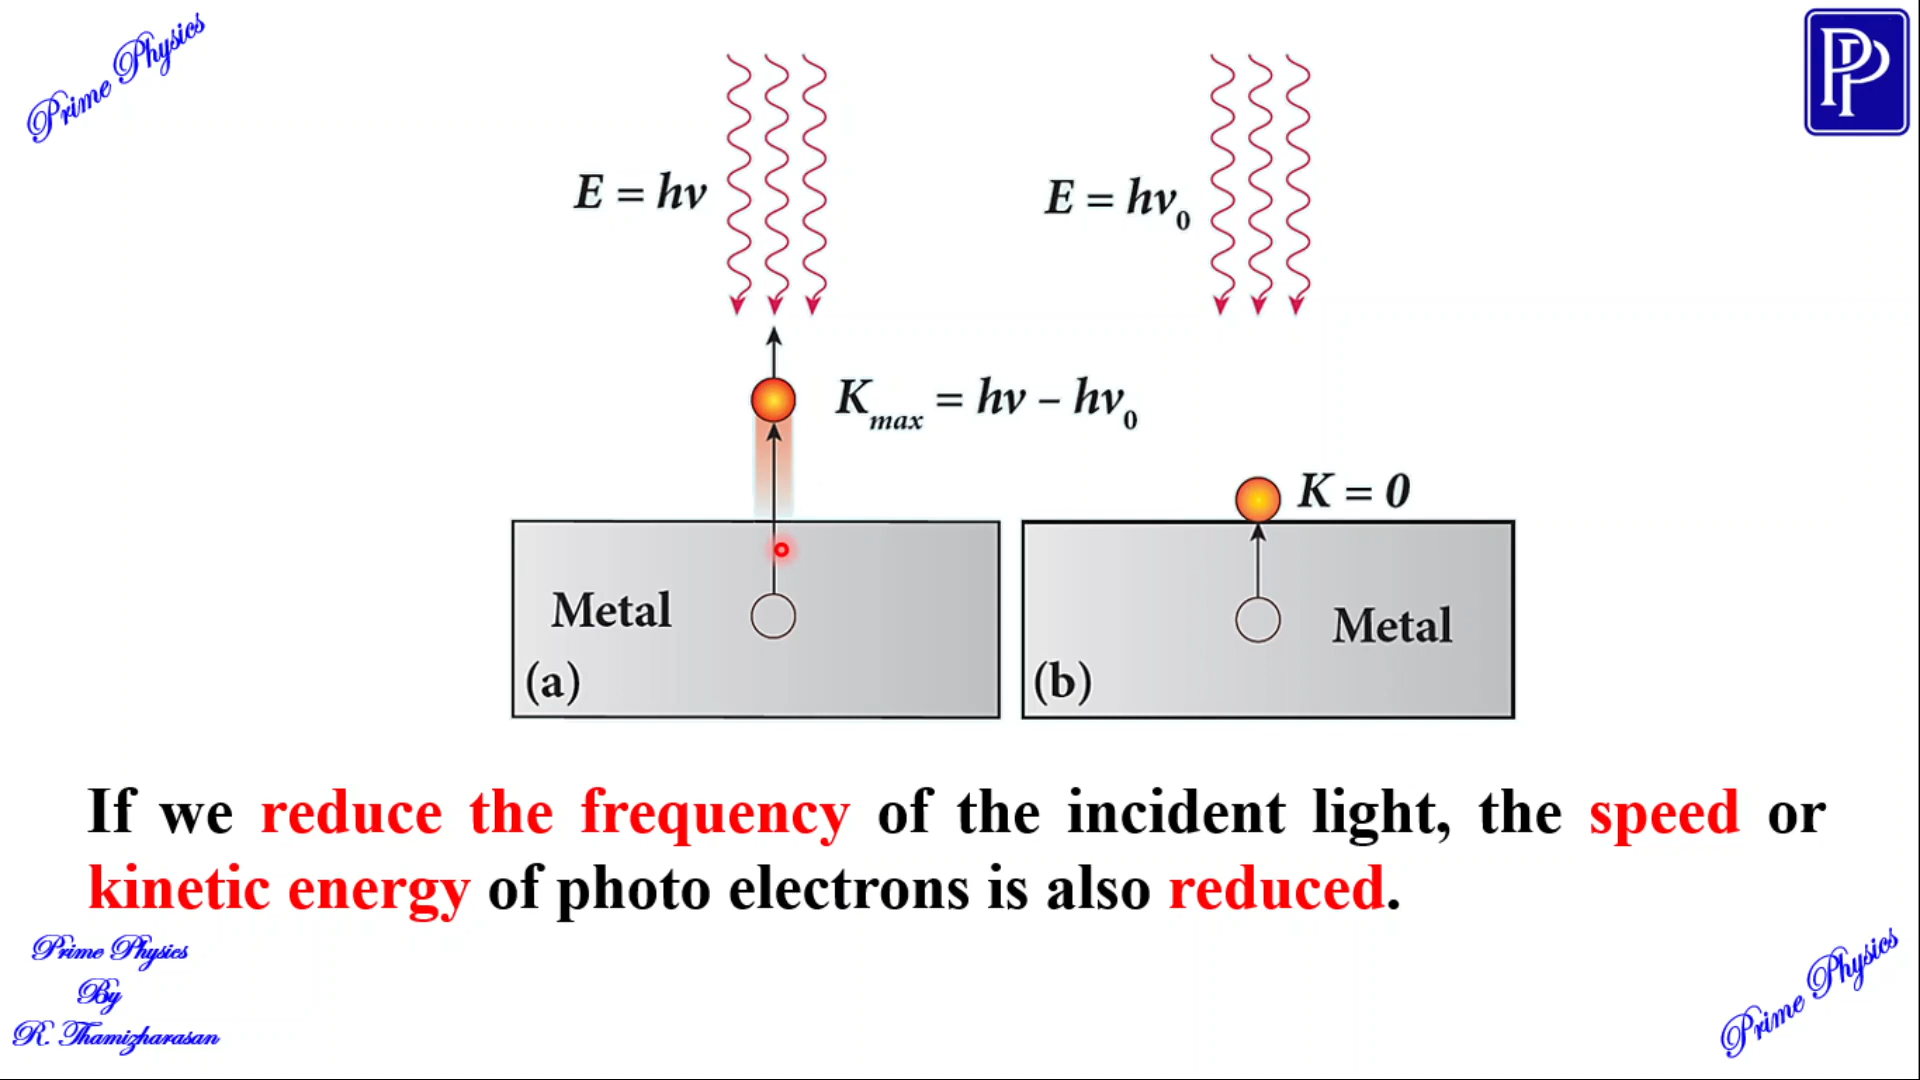 Prime Physics
PP
E = hν
E = hν₀
Kmax = hν – hν₀
K = 0
Metal
Metal
(a)
(b)
If we reduce the frequency of the incident light, the speed or
kinetic energy of photo electrons is also reduced.
Prime Physics
By
R. Thamizharasan
Prime Physics